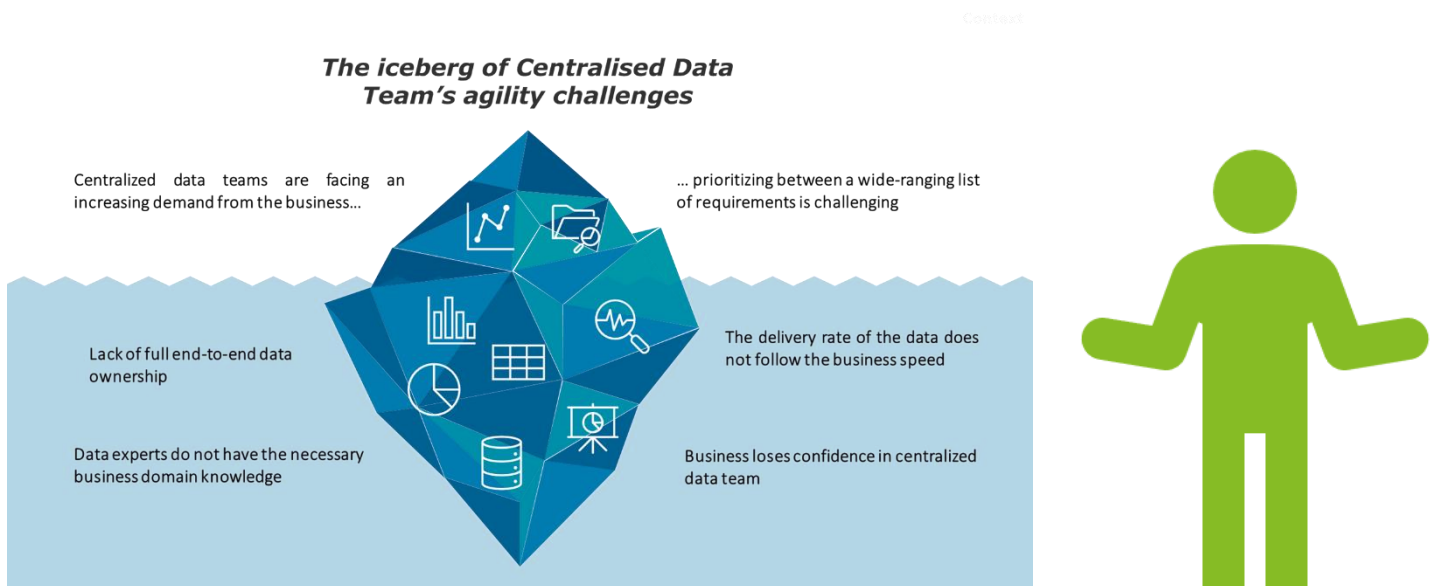 Context
The iceberg of Centralised Data
Team’s agility challenges
Centralized data teams are facing an
increasing demand from the business...
... prioritizing between a wide-ranging list
of requirements is challenging
Lack of full end-to-end data
ownership
The delivery rate of the data does
not follow the business speed
Data experts do not have the necessary
business domain knowledge
Business loses confidence in centralized
data team